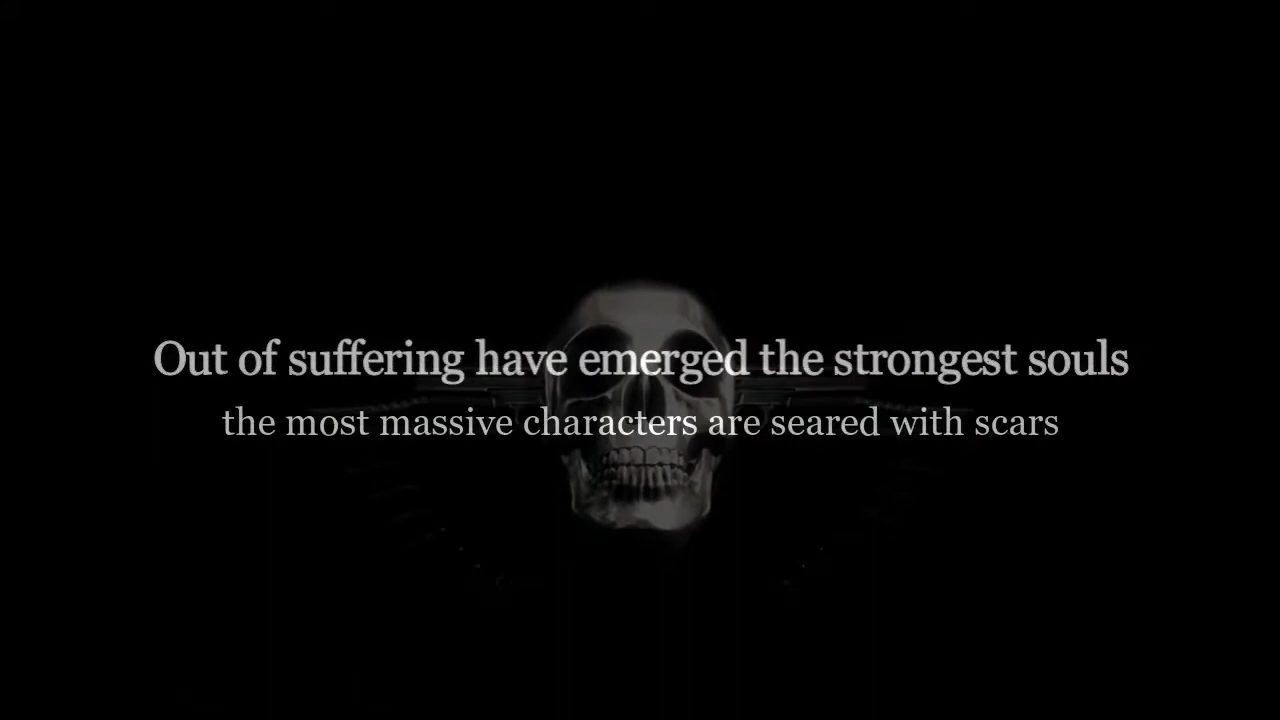 Out of suffering have emerged the strongest souls
the most massive characters are seared with scars